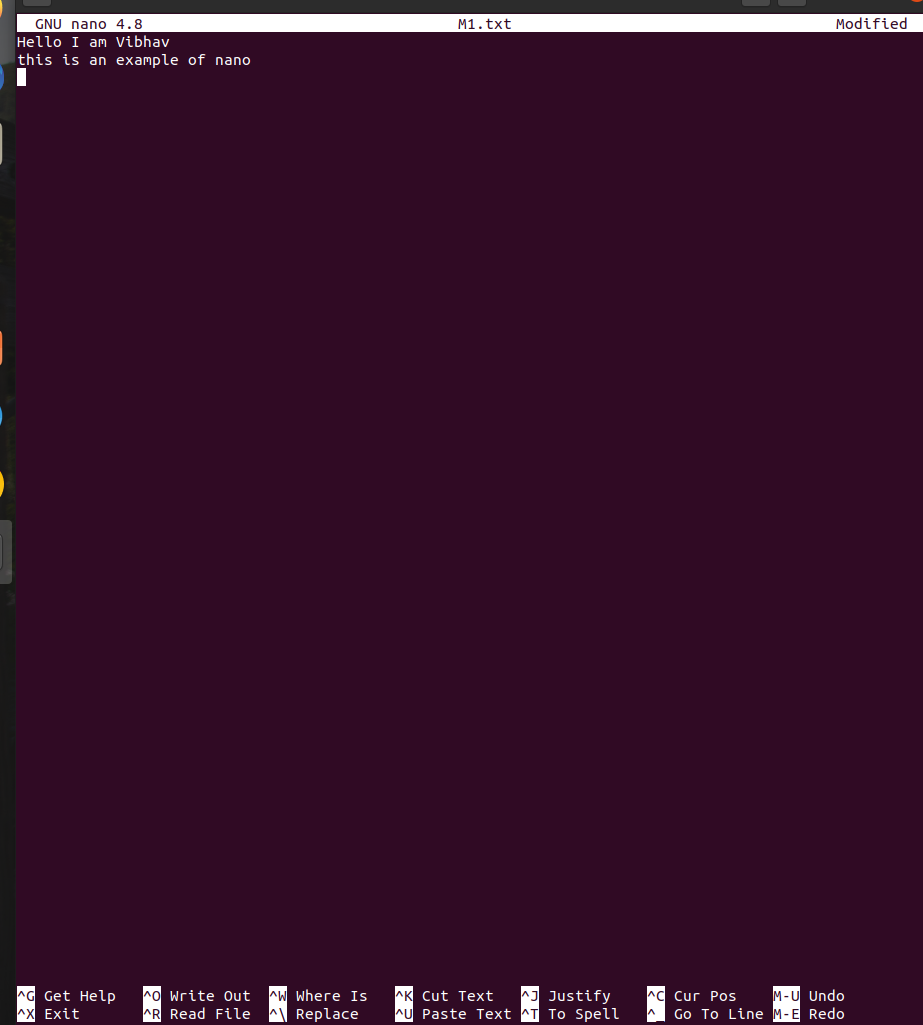 GNU nano 4.8 M1.txt Modified
Hello I am Vibhav
this is an example of nano
^G Get Help ^O Write Out ^W Where Is ^K Cut Text ^J Justify ^C Cur Pos M-U Undo
^X Exit ^R Read File ^\ Replace ^U Paste Text ^T To Spell ^_ Go To Line M-E Redo